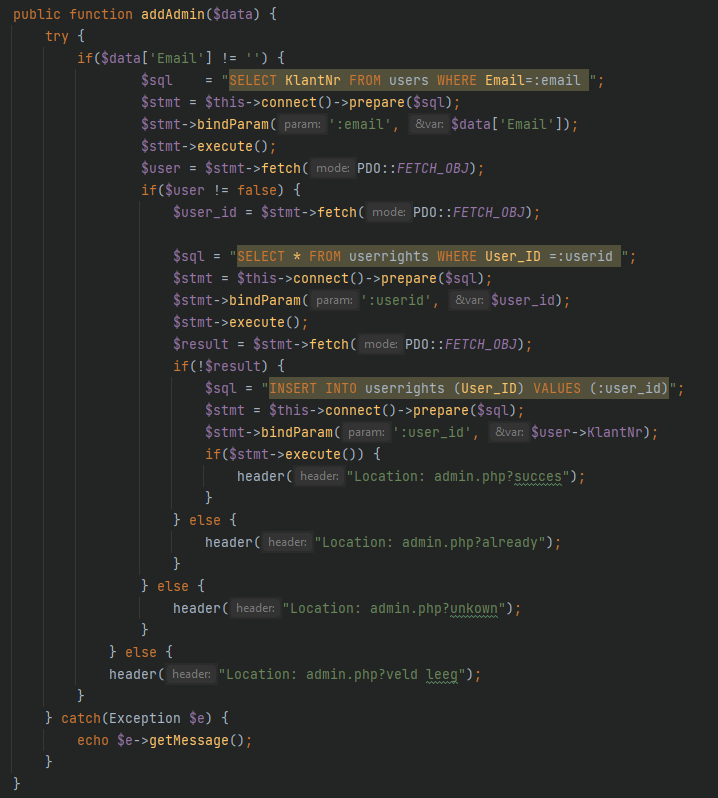 public function addAdmin($data) {
try {
if($data['Email'] != '') {
$sql    = "SELECT KlantNr FROM users WHERE Email=:email ";
$stmt = $this->connect()->prepare($sql);
$stmt->bindParam( param: ':email', &var: $data['Email']);
$stmt->execute();
$user = $stmt->fetch( mode: PDO::FETCH_OBJ);
if($user != false) {
$user_id = $stmt->fetch( mode: PDO::FETCH_OBJ);
$sql = "SELECT * FROM userrights WHERE User_ID =:userid ";
$stmt = $this->connect()->prepare($sql);
$stmt->bindParam( param: ':userid', &var: $user_id);
$stmt->execute();
$result = $stmt->fetch( mode: PDO::FETCH_OBJ);
if(!$result) {
$sql = "INSERT INTO userrights (User_ID) VALUES (:user_id)";
$stmt = $this->connect()->prepare($sql);
$stmt->bindParam( param: ':user_id', &var: $user->KlantNr);
if($stmt->execute()) {
header( header: "Location: admin.php?succes");
}
} else {
header( header: "Location: admin.php?already");
}
} else {
header( header: "Location: admin.php?unkown");
}
} else {
header( header: "Location: admin.php?veld leeg");
}
} catch(Exception $e) {
echo $e->getMessage();
}
}